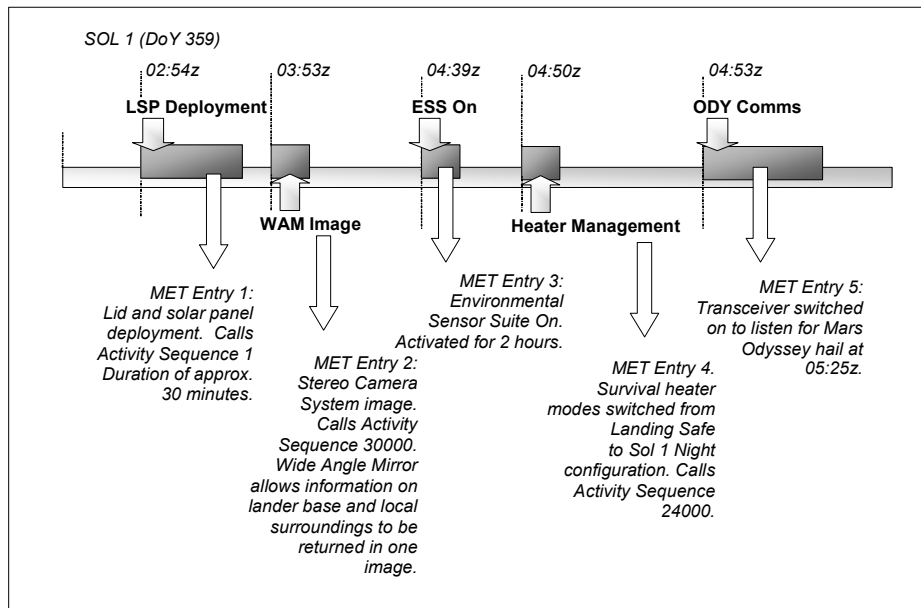 SOL 1 (DoY 359)
02:54z
03:53z
04:39z
04:50z
04:53z
LSP Deployment
ESS On
ODY Comms
WAM Image
Heater Management
MET Entry 1:
Lid and solar panel
deployment. Calls
Activity Sequence 1
Duration of approx.
30 minutes.
MET Entry 2:
Stereo Camera
System image.
Calls Activity
Sequence 30000.
Wide Angle Mirror
allows information on
lander base and local
surroundings to be
returned in one
image.
MET Entry 3:
Environmental
Sensor Suite On.
Activated for 2 hours.
MET Entry 4.
Survival heater
modes switched from
Landing Safe
to Sol 1 Night
configuration. Calls
Activity Sequence
24000.
MET Entry 5:
Transceiver switched
on to listen for Mars
Odyssey hail at
05:25z.